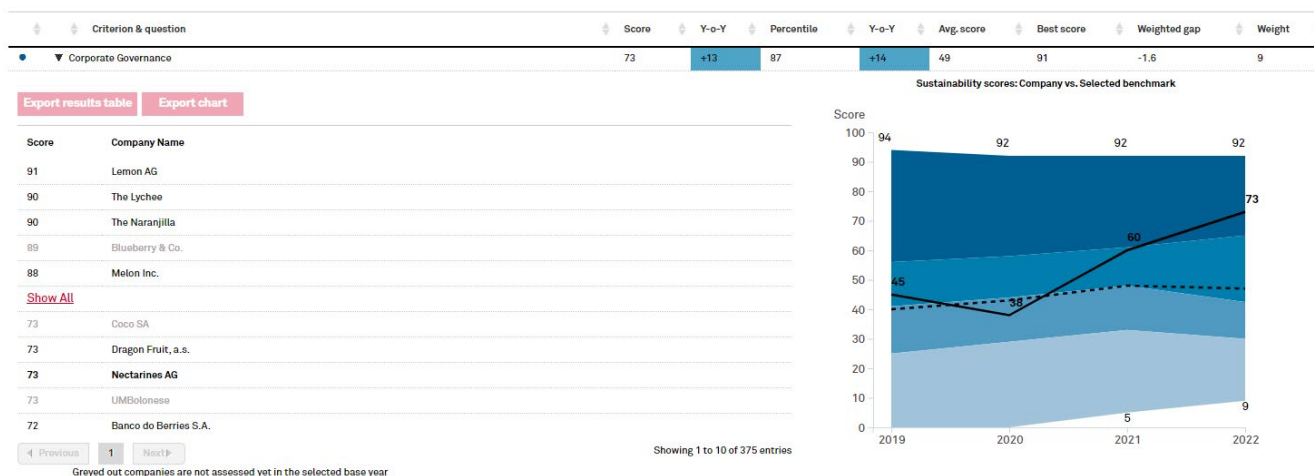 Criterion & question Score Y-o-Y Percentile Y-o-Y Avg. score Best score Weighted gap Weight
▼ Corporate Governance 73 +13 87 +14 49 91 -1.6 9
Export results table Export chart
Score Company Name
91 Lemon AG
90 The Lychee
90 The Naranjilla
89 Blueberry & Co.
88 Melon Inc.
Show All
73 Coco SA
73 Dragon Fruit, a.s.
73 Nectarines AG
73 UMBolonese
72 Banco do Berries S.A.
Previous 1 Next
Showing 1 to 10 of 375 entries
Greyed out companies are not assessed yet in the selected base year
Sustainability scores: Company vs. Selected benchmark
Score
100
90
80
70
60
50
40
30
20
10
0
94 92 92 92
45 38 60 73
5 9
2019 2020 2021 2022